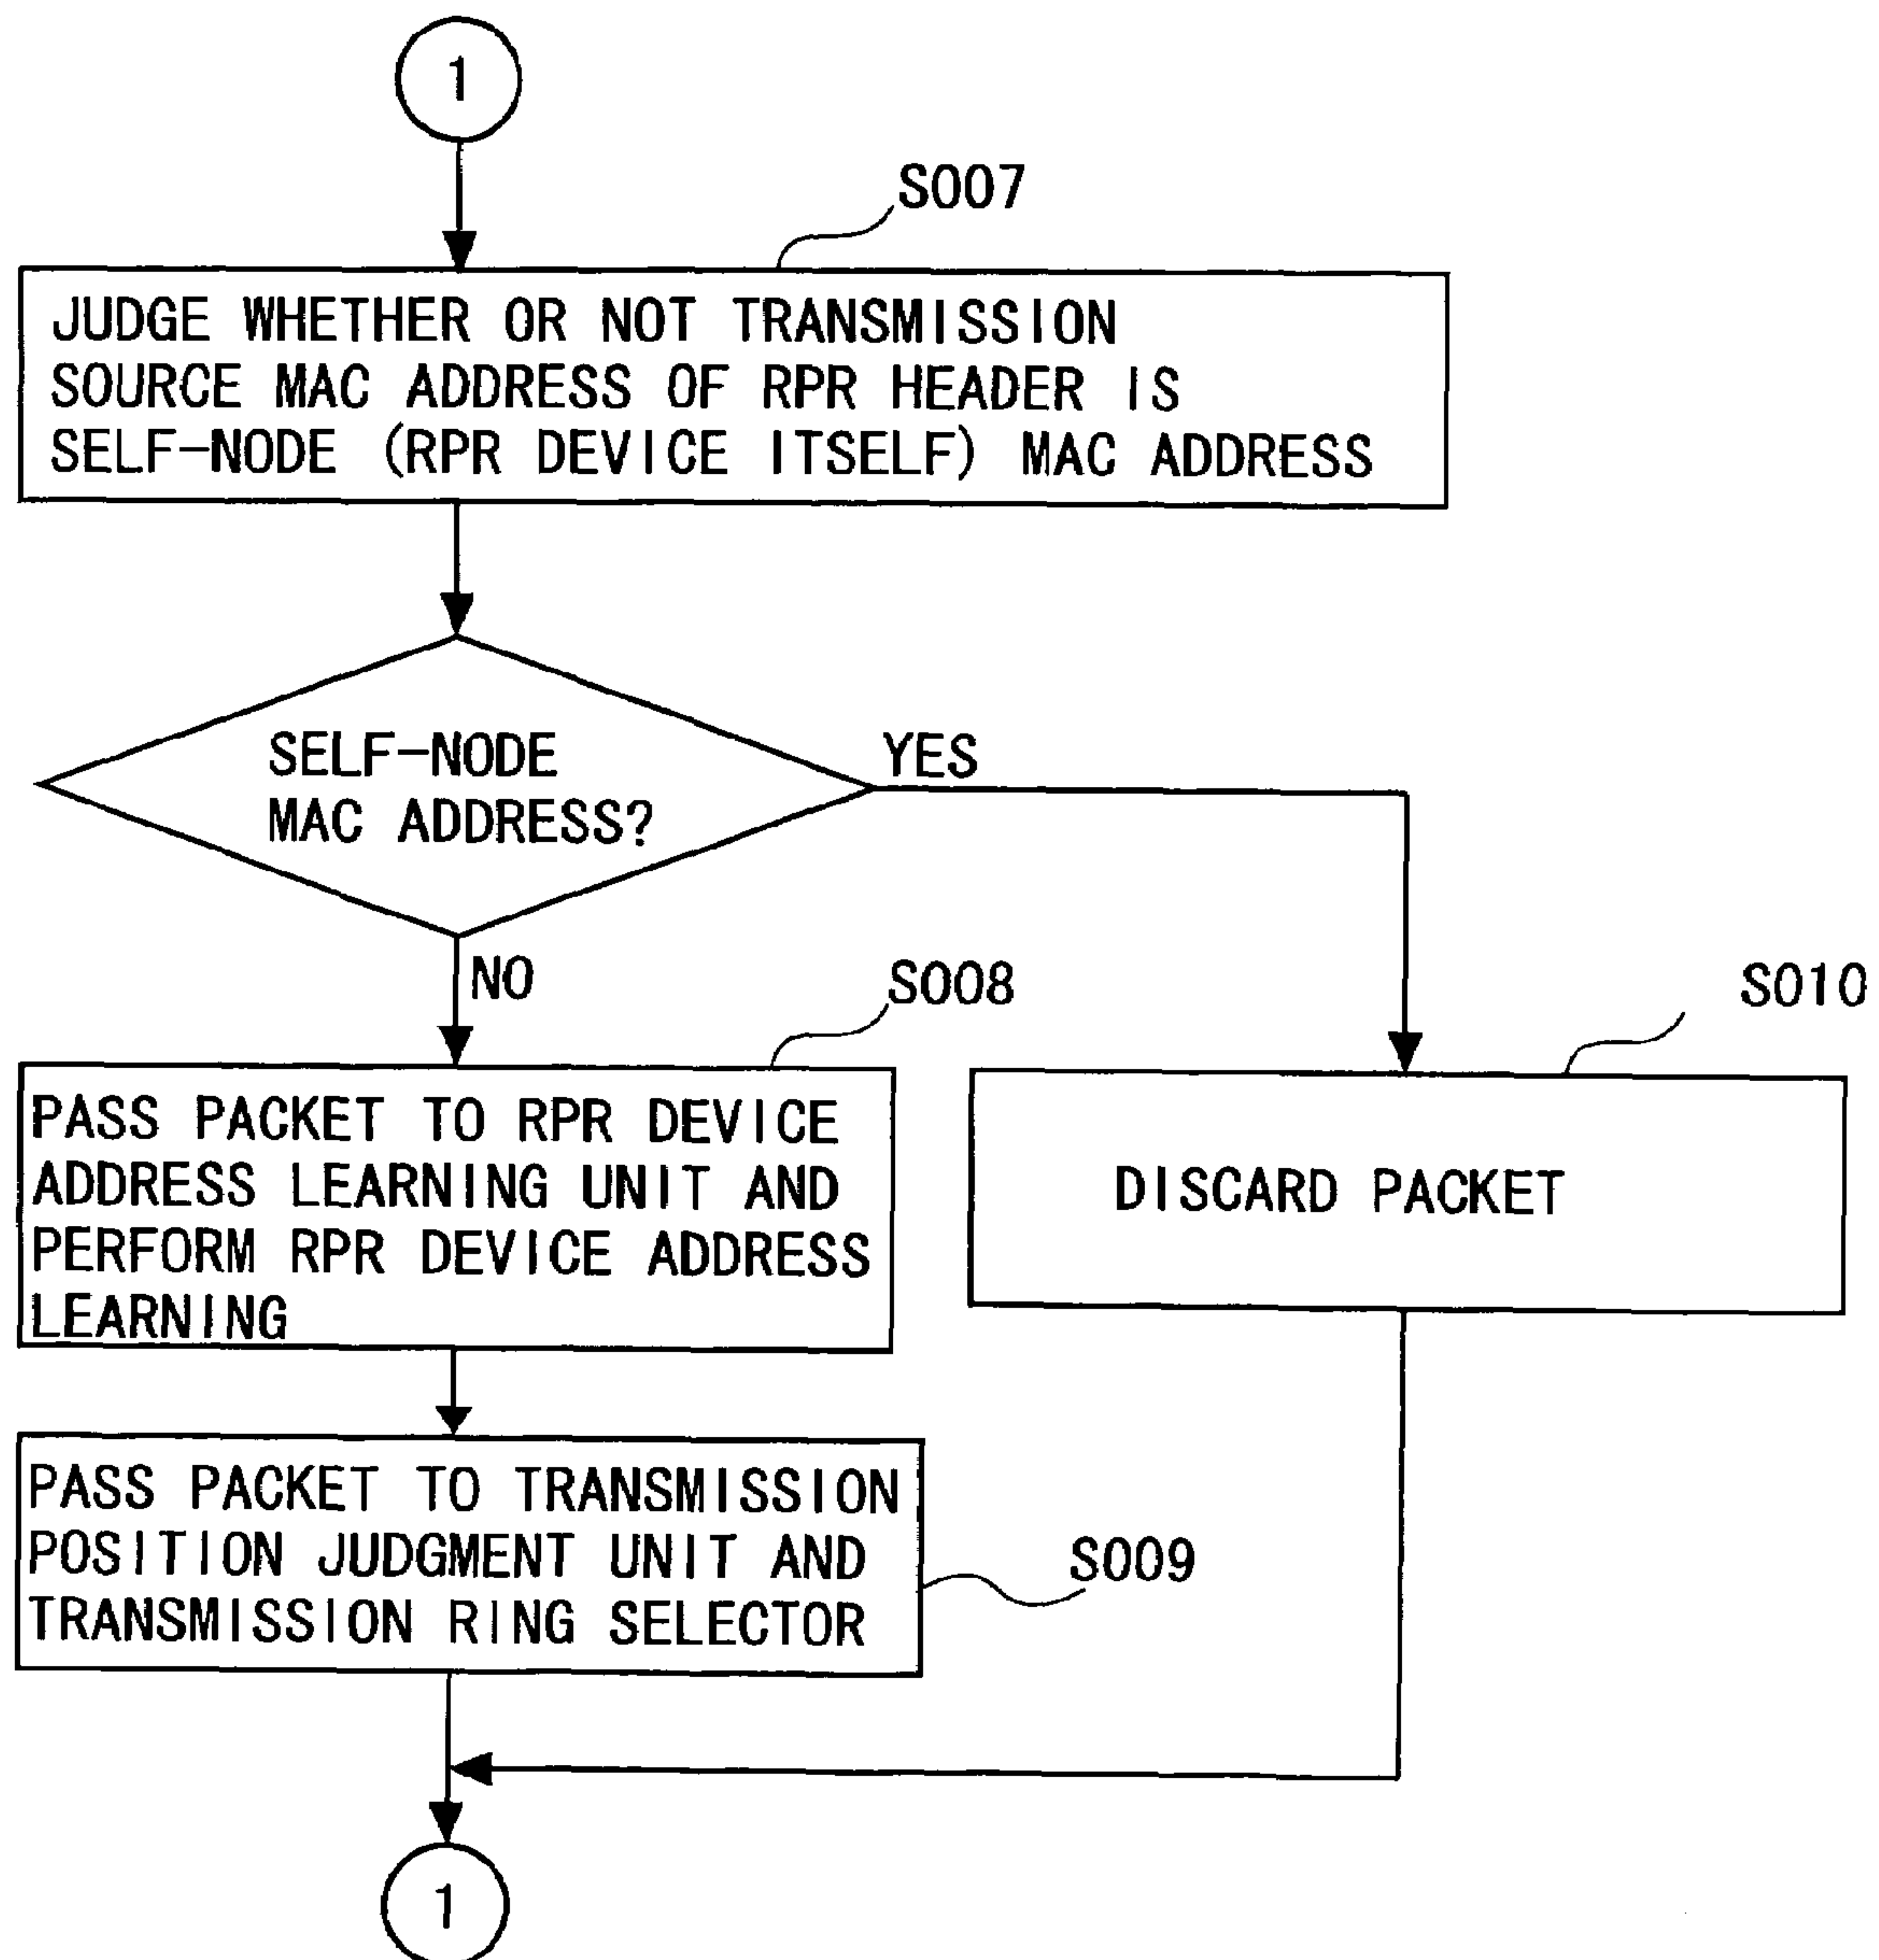 1
S007
JUDGE WHETHER OR NOT TRANSMISSION
SOURCE MAC ADDRESS OF RPR HEADER IS
SELF-NODE (RPR DEVICE ITSELF) MAC ADDRESS
SELF-NODE
MAC ADDRESS?
YES
NO
S008
PASS PACKET TO RPR DEVICE
ADDRESS LEARNING UNIT AND
PERFORM RPR DEVICE ADDRESS
LEARNING
S010
DISCARD PACKET
PASS PACKET TO TRANSMISSION
POSITION JUDGMENT UNIT AND
TRANSMISSION RING SELECTOR
S009
1